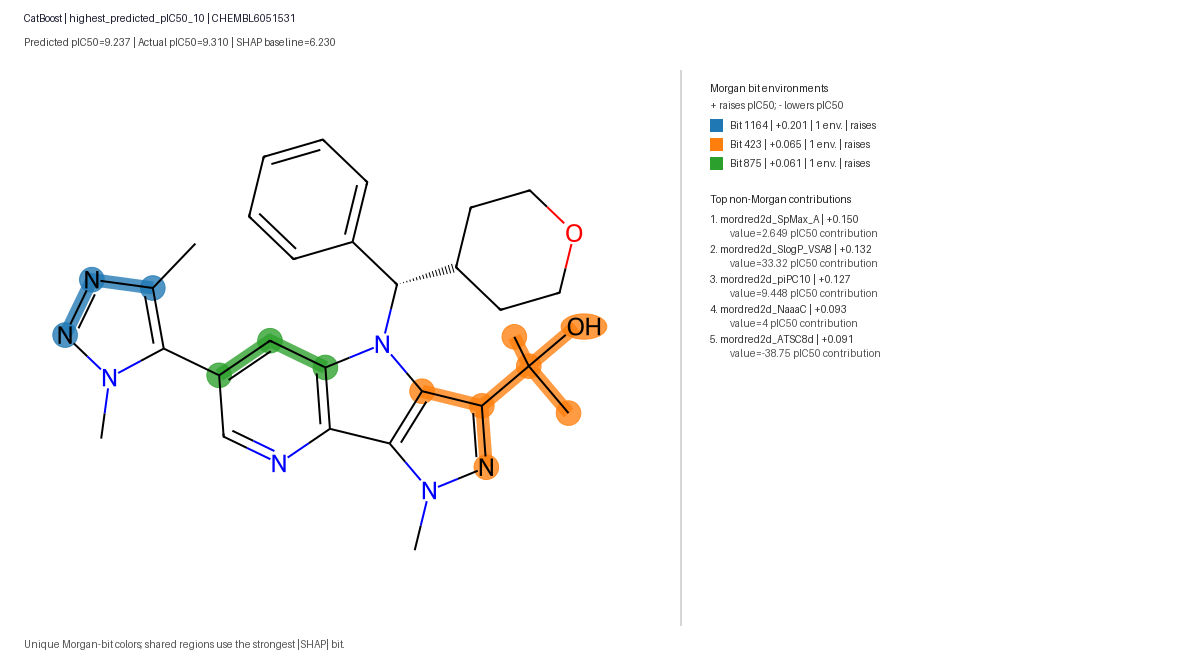 CatBoost | highest_predicted_pIC50_10 | CHEMBL6051531
Predicted pIC50=9.237 | Actual pIC50=9.310 | SHAP baseline=6.230
Morgan bit environments
+ raises pIC50; - lowers pIC50
Bit 1164 | +0.201 | 1 env. | raises
Bit 423 | +0.065 | 1 env. | raises
Bit 875 | +0.061 | 1 env. | raises
Top non-Morgan contributions
1. mordred2d_SpMax_A | +0.150
value=2.649 pIC50 contribution
2. mordred2d_SlogP_VSA8 | +0.132
value=33.32 pIC50 contribution
3. mordred2d_piPC10 | +0.127
value=9.448 pIC50 contribution
4. mordred2d_NaaaC | +0.093
value=4 pIC50 contribution
5. mordred2d_ATSC8d | +0.091
value=-38.75 pIC50 contribution
O
N
N
N
N
OH
N
N
N
Unique Morgan-bit colors; shared regions use the strongest |SHAP| bit.